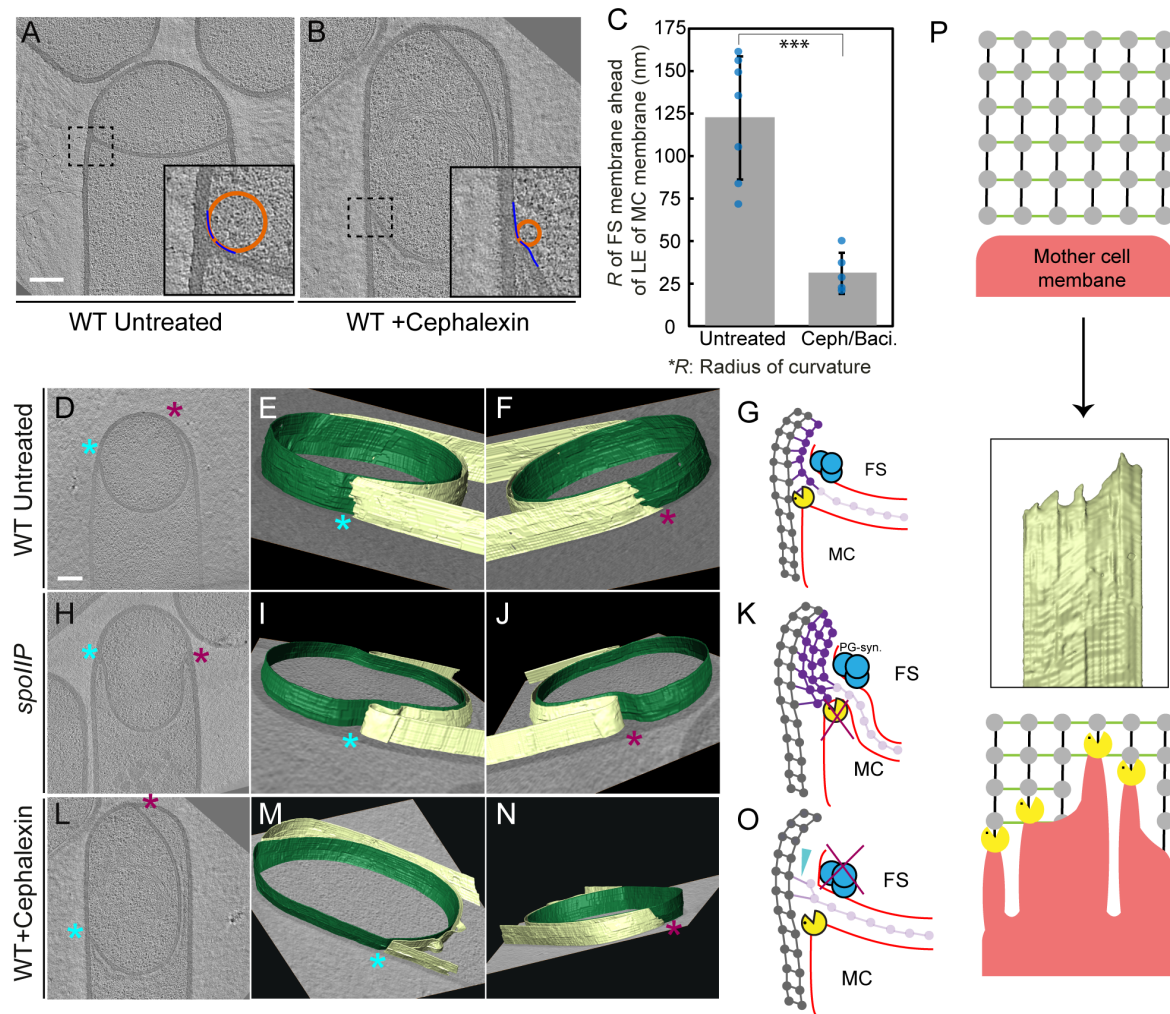 A
B
WT Untreated
WT +Cephalexin
C
R of FS membrane ahead
of LE of MC membrane (nm)
175
150
125
100
75
50
25
0
***
Untreated
Ceph/Baci.
*R: Radius of curvature
P
Mother cell
membane
WT Untreated
D
*
*
E
*
F
*
G
FS
MC
spoIIP
H
*
*
I
*
J
*
K
PG-syn.
FS
MC
WT+Cephalexin
L
*
*
M
*
N
*
O
FS
MC